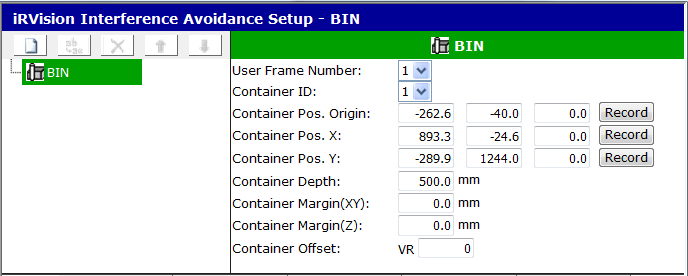 iRVision Interference Avoidance Setup - BIN
ab
BIN
BIN
User Frame Number: 1
Container ID: 1
Container Pos. Origin: -262.6 -40.0 0.0 Record
Container Pos. X: 893.3 -24.6 0.0 Record
Container Pos. Y: -289.9 1244.0 0.0 Record
Container Depth: 500.0 mm
Container Margin(XY): 0.0 mm
Container Margin(Z): 0.0 mm
Container Offset: VR 0